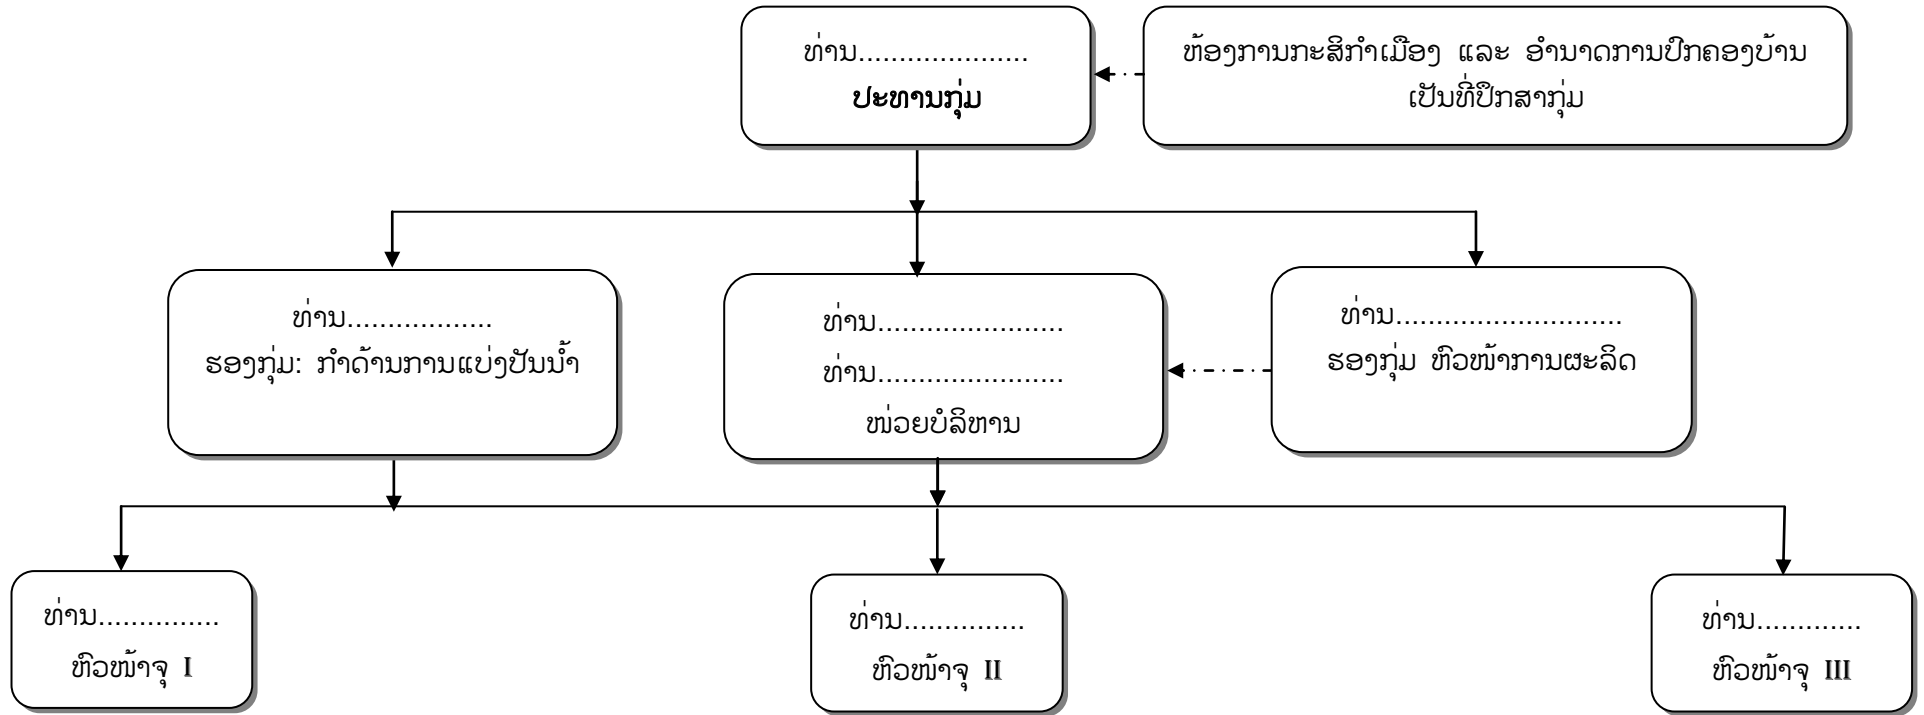 ທ່ານ.....................
ປະທານກຸ່ມ
ຫ້ອງການກະສິກຳເມືອງ ແລະ ອຳນາດການປົກຄອງບ້ານ
ເປັນທີ່ປຶກສາກຸ່ມ
ທ່ານ..................
ຮອງກຸ່ມ: ກຳດ້ານການແບ່ງປັນນ້ຳ
ທ່ານ.......................
ທ່ານ.......................
ໜ່ວຍບໍລິຫານ
ທ່ານ............................
ຮອງກຸ່ມ ຫົວໜ້າການຜະລິດ
ທ່ານ...............
ຫົວໜ້າຈຸ I
ທ່ານ...............
ຫົວໜ້າຈຸ II
ທ່ານ.............
ຫົວໜ້າຈຸ III